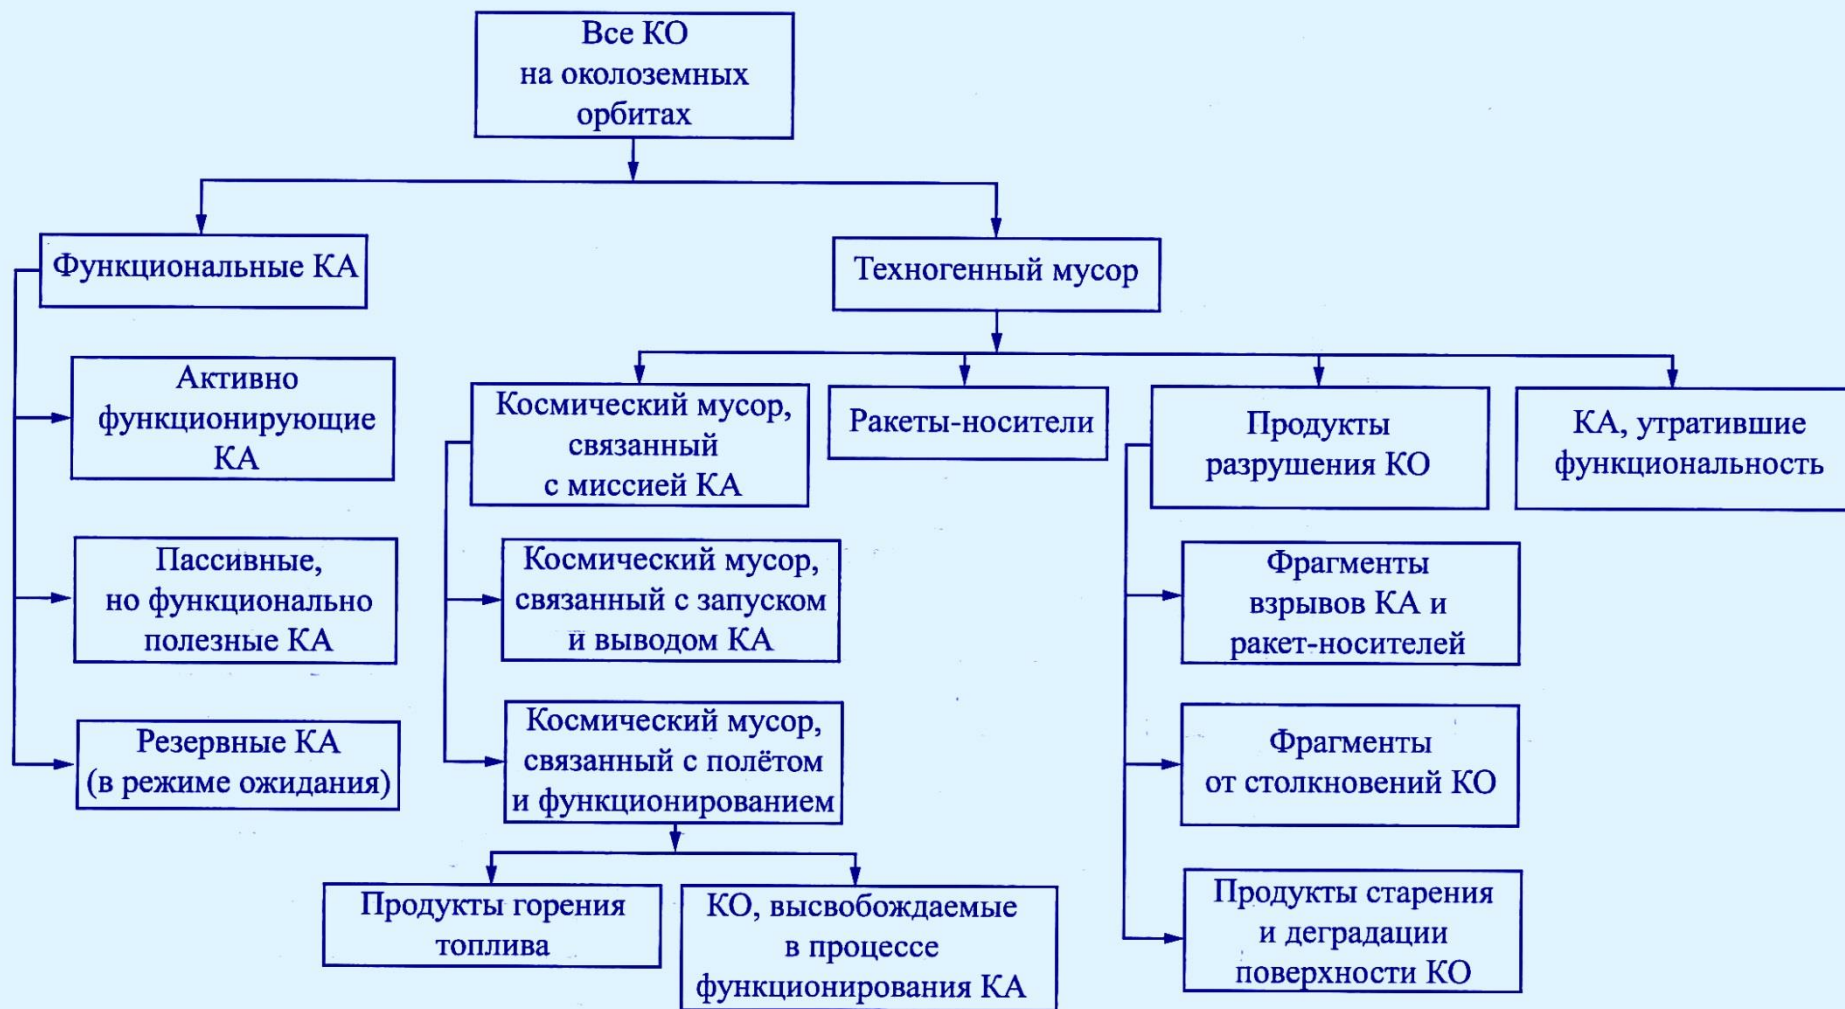 Все КО
на околоземных
орбитах
Функциональные КА
Техногенный мусор
Активно
функционирующие
КА
Пассивные,
но функционально
полезные КА
Резервные КА
(в режиме ожидания)
Космический мусор,
связанный
с миссией КА
Космический мусор,
связанный с запуском
и выводом КА
Космический мусор,
связанный с полётом
и функционированием
Продукты горения
топлива
КО, высвобождаемые
в процессе
функционирования КА
Ракеты-носители
Продукты
разрушения КО
Фрагменты
взрывов КА и
ракет-носителей
Фрагменты
от столкновений КО
Продукты старения
и деградации
поверхности КО
КА, утратившие
функциональность